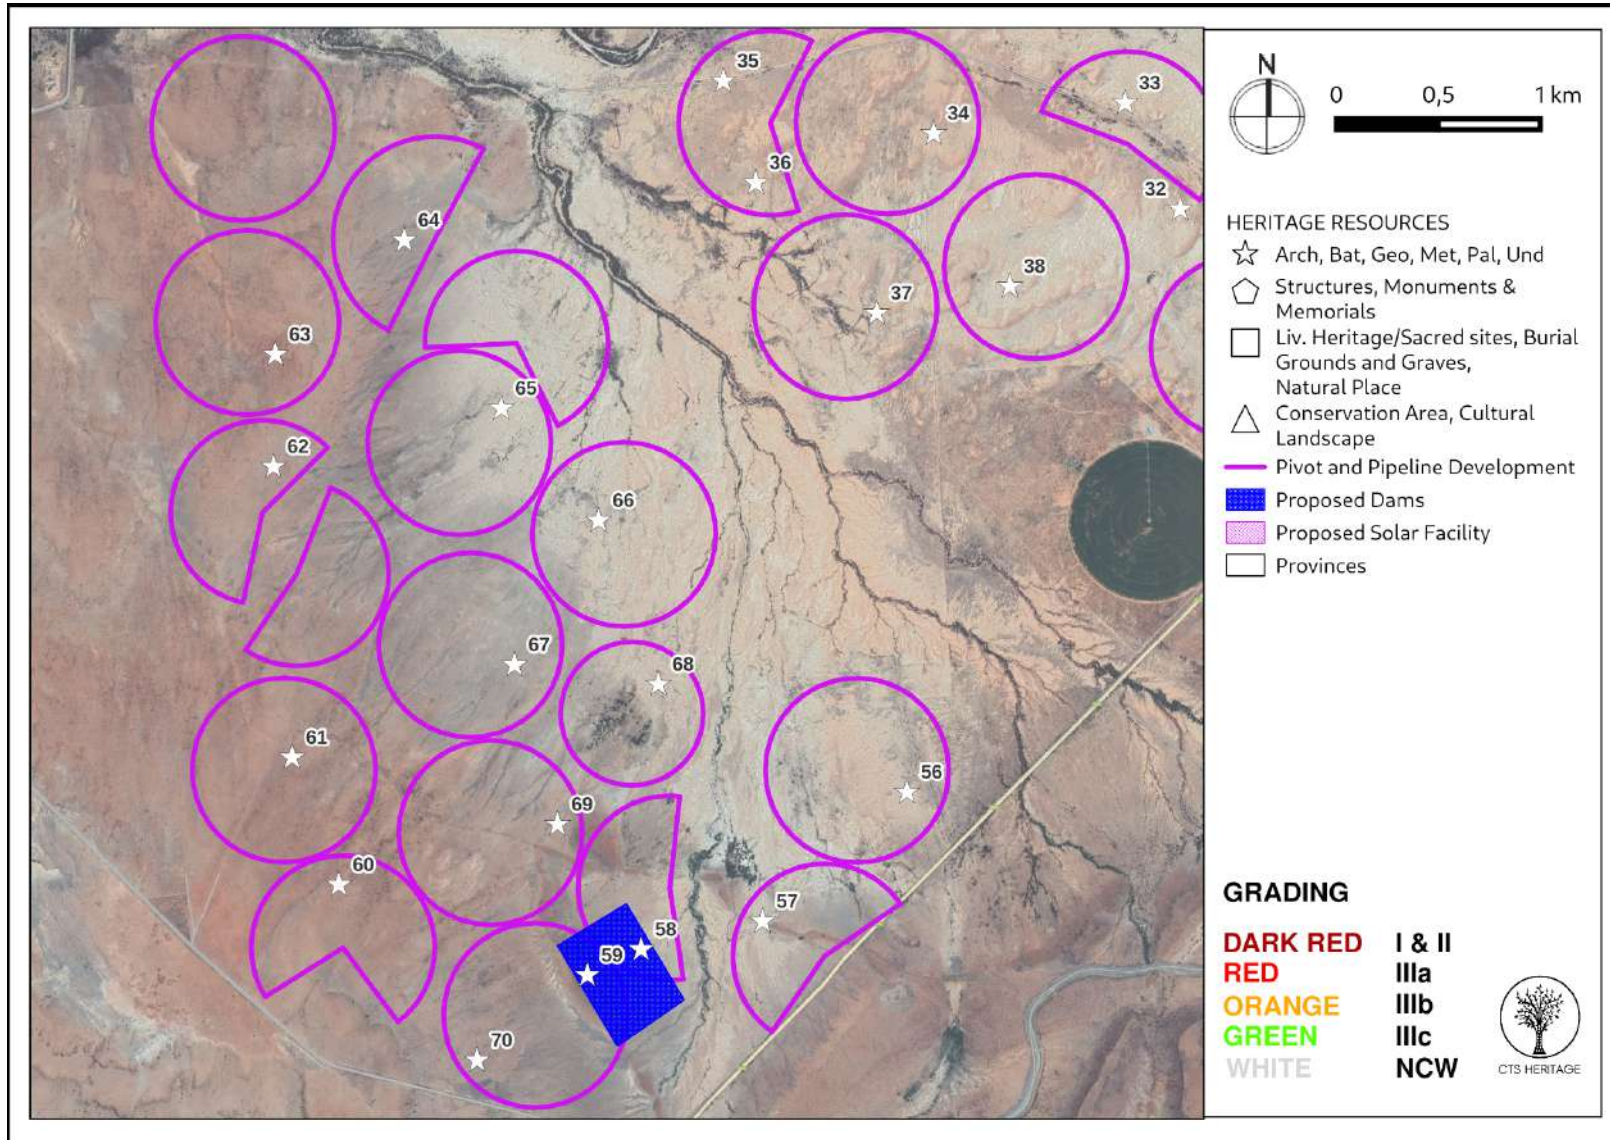 35
33
34
36
32
64
38
37
63
65
62
66
67
68
61
56
69
60
57
58
59
70
N
0 0,5 1 km
HERITAGE RESOURCES
Arch, Bat, Geo, Met, Pal, Und
Structures, Monuments &
Memorials
Liv. Heritage/Sacred sites, Burial
Grounds and Graves,
Natural Place
Conservation Area, Cultural
Landscape
Pivot and Pipeline Development
Proposed Dams
Proposed Solar Facility
Provinces
GRADING
DARK RED I & II
RED IIIa
ORANGE IIIb
GREEN IIIc
WHITE NCW
CTS HERITAGE